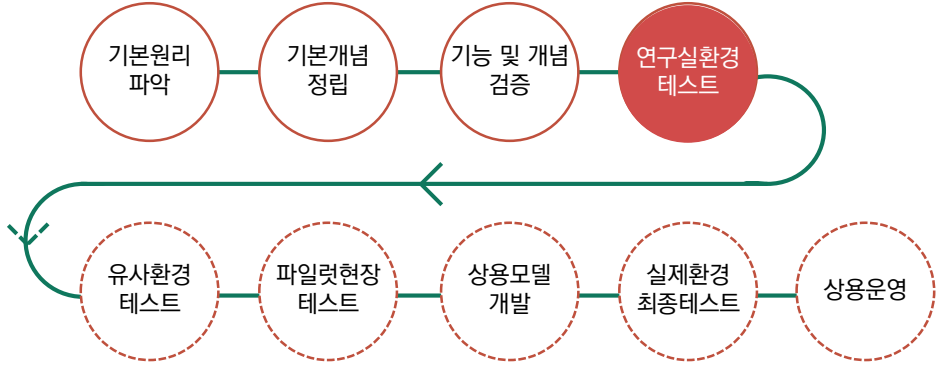 기본원리
파악
기본개념
정립
기능 및 개념
검증
연구실환경
테스트
유사환경
테스트
파일럿현장
테스트
상용모델
개발
실제환경
최종테스트
상용운영